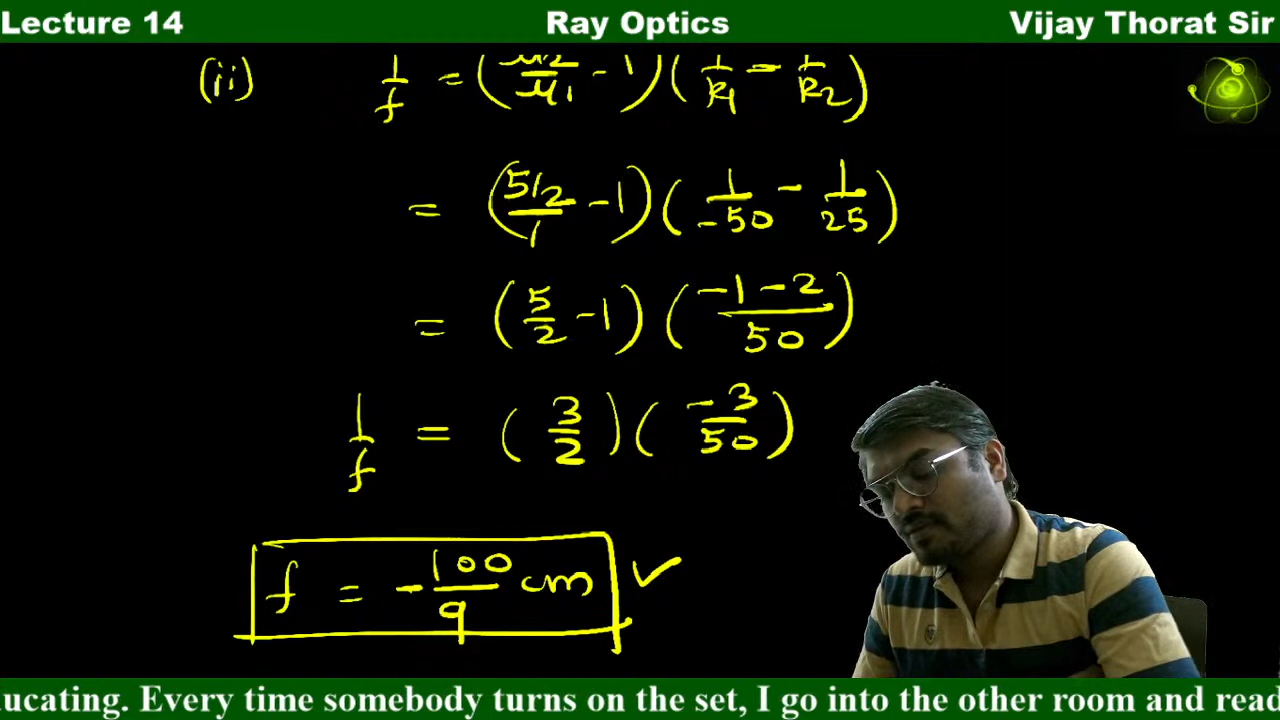 Lecture 14 Ray Optics Vijay Thorat Sir
(ii) 1/f = (μ2/μ1 - 1)(1/R1 - 1/R2)
= (5/2/1 - 1)(1/-50 - 1/25)
= (5/2 - 1)(-1-2/50)
1/f = (3/2)(-3/50)
f = -100/9 cm ✓
ucating. Every time somebody turns on the set, I go into the other room and read